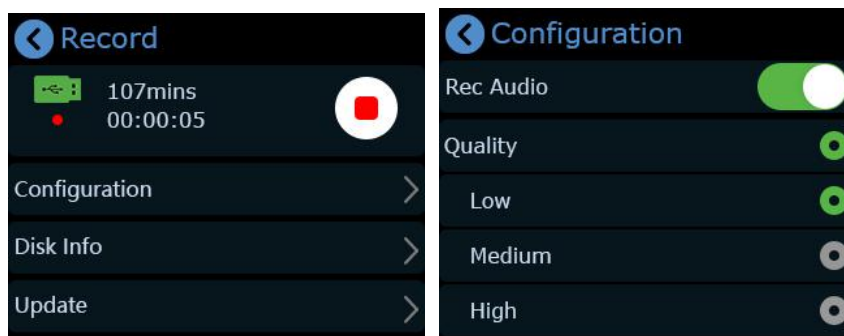 Record
107mins
00:00:05
Configuration
Disk Info
Update
Configuration
Rec Audio
Quality
Low
Medium
High